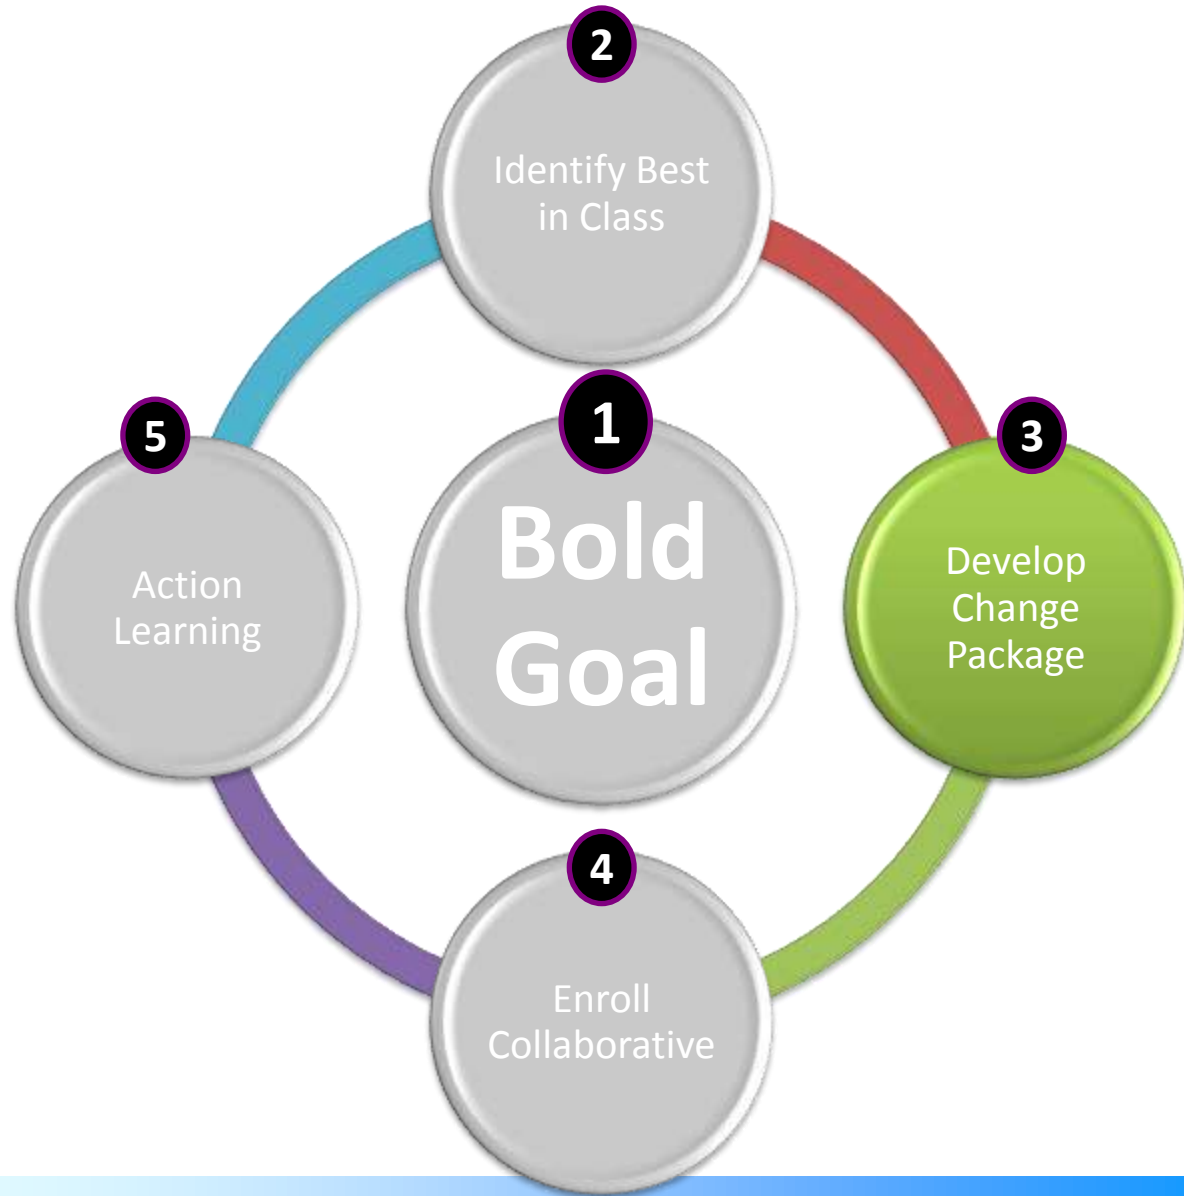 2
Identify Best
in Class
1
Bold
Goal
3
Develop
Change
Package
4
Enroll
Collaborative
5
Action
Learning